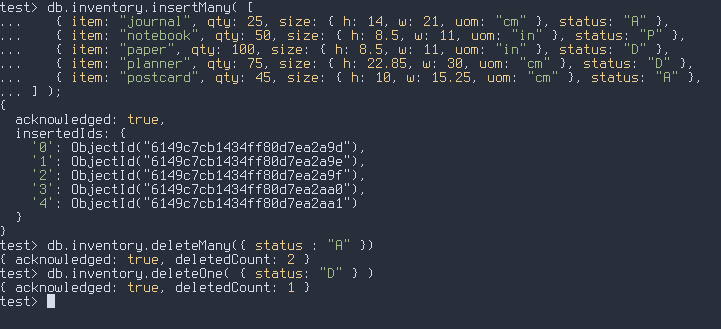 test> db.inventory.insertMany( [
...    { item: "journal", qty: 25, size: { h: 14, w: 21, uom: "cm" }, status: "A" },
...    { item: "notebook", qty: 50, size: { h: 8.5, w: 11, uom: "in" }, status: "P" },
...    { item: "paper", qty: 100, size: { h: 8.5, w: 11, uom: "in" }, status: "D" },
...    { item: "planner", qty: 75, size: { h: 22.85, w: 30, uom: "cm" }, status: "D" },
...    { item: "postcard", qty: 45, size: { h: 10, w: 15.25, uom: "cm" }, status: "A" },
... ] );
{
  acknowledged: true,
  insertedIds: {
    '0': ObjectId("6149c7cb1434ff80d7ea2a9d"),
    '1': ObjectId("6149c7cb1434ff80d7ea2a9e"),
    '2': ObjectId("6149c7cb1434ff80d7ea2a9f"),
    '3': ObjectId("6149c7cb1434ff80d7ea2aa0"),
    '4': ObjectId("6149c7cb1434ff80d7ea2aa1")
  }
}
test> db.inventory.deleteMany({ status : "A" })
{ acknowledged: true, deletedCount: 2 }
test> db.inventory.deleteOne( { status: "D" } )
{ acknowledged: true, deletedCount: 1 }
test>